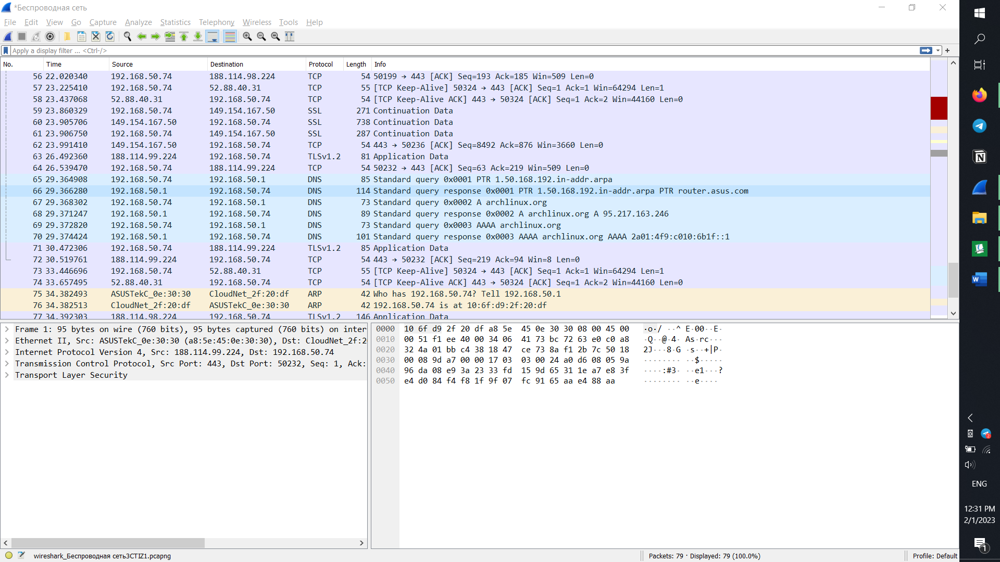 *Беспроводная сеть
File Edit View Go Capture Analyze Statistics Telephony Wireless Tools Help
Apply a display filter ... <Ctrl-/>
No. Time Source Destination Protocol Length Info
56 22.020340 192.168.50.74 188.114.98.224 TCP 54 50199 → 443 [ACK] Seq=193 Ack=185 Win=509 Len=0
57 23.225410 192.168.50.74 52.88.40.31 TCP 55 [TCP Keep-Alive] 50324 → 443 [ACK] Seq=1 Ack=1 Win=64294 Len=1
58 23.437068 52.88.40.31 192.168.50.74 TCP 54 [TCP Keep-Alive ACK] 443 → 50324 [ACK] Seq=1 Ack=2 Win=44160 Len=0
59 23.860329 192.168.50.74 149.154.167.50 SSL 271 Continuation Data
60 23.905706 149.154.167.50 192.168.50.74 SSL 738 Continuation Data
61 23.906750 192.168.50.74 149.154.167.50 SSL 287 Continuation Data
62 23.991410 149.154.167.50 192.168.50.74 TCP 54 443 → 50236 [ACK] Seq=8492 Ack=876 Win=3660 Len=0
63 26.492360 188.114.99.224 192.168.50.74 TLSv1.2 81 Application Data
64 26.539470 192.168.50.74 188.114.99.224 TCP 54 50232 → 443 [ACK] Seq=63 Ack=219 Win=509 Len=0
65 29.364908 192.168.50.74 192.168.50.1 DNS 85 Standard query 0x0001 PTR 1.50.168.192.in-addr.arpa
66 29.366280 192.168.50.1 192.168.50.74 DNS 114 Standard query response 0x0001 PTR 1.50.168.192.in-addr.arpa PTR router.asus.com
67 29.368302 192.168.50.74 192.168.50.1 DNS 73 Standard query 0x0002 A archlinux.org
68 29.371247 192.168.50.1 192.168.50.74 DNS 89 Standard query response 0x0002 A archlinux.org A 95.217.163.246
69 29.372820 192.168.50.74 192.168.50.1 DNS 73 Standard query 0x0003 AAAA archlinux.org
70 29.374424 192.168.50.1 192.168.50.74 DNS 101 Standard query response 0x0003 AAAA archlinux.org AAAA 2a01:4f9:c010:6b1f::1
71 30.472306 192.168.50.74 188.114.99.224 TLSv1.2 85 Application Data
72 30.519761 188.114.99.224 192.168.50.74 TCP 54 443 → 50232 [ACK] Seq=219 Ack=94 Win=8 Len=0
73 33.446696 192.168.50.74 52.88.40.31 TCP 55 [TCP Keep-Alive] 50324 → 443 [ACK] Seq=1 Ack=1 Win=64294 Len=1
74 33.657495 52.88.40.31 192.168.50.74 TCP 54 [TCP Keep-Alive ACK] 443 → 50324 [ACK] Seq=1 Ack=2 Win=44160 Len=0
75 34.382493 ASUSTekC_0e:30:30 CloudNet_2f:20:df ARP 42 Who has 192.168.50.74? Tell 192.168.50.1
76 34.382513 CloudNet_2f:20:df ASUSTekC_0e:30:30 ARP 42 192.168.50.74 is at 10:6f:d9:2f:20:df
77 34.392303 188.114.98.224 192.168.50.74 TLSv1.2 146 Application Data
Frame 1: 95 bytes on wire (760 bits), 95 bytes captured (760 bits) on inter
Ethernet II, Src: ASUSTekC_0e:30:30 (a8:5e:45:0e:30:30), Dst: CloudNet_2f:2
Internet Protocol Version 4, Src: 188.114.99.224, Dst: 192.168.50.74
Transmission Control Protocol, Src Port: 443, Dst Port: 50232, Seq: 1, Ack:
Transport Layer Security
0000 10 6f d9 2f 20 df a8 5e 45 0e 30 30 08 00 45 00 ·o·/ ··^ E·00··E·
0010 00 51 f1 ee 40 00 34 06 41 73 bc 72 63 e0 c0 a8 ·Q··@·4· As·rc···
0020 32 4a 01 bb c4 38 18 47 ce 73 8a f1 2b 7c 50 18 2J···8·G ·s··+|P·
0030 00 08 9d a7 00 00 17 03 03 00 24 a0 d6 08 05 9a ········ ··$·····
0040 96 da 08 e9 3a 23 33 fd 15 9d 65 31 1e a7 e8 3f ····:#3· ··e1···?
0050 e4 d0 84 f4 f8 1f 9f 07 fc 91 65 aa e4 88 aa ········ ··e····
wireshark_Беспроводная сеть3CTIZ1.pcapng
Packets: 79 · Displayed: 79 (100.0%)
Profile: Default
ENG
12:31 PM
2/1/2023
1